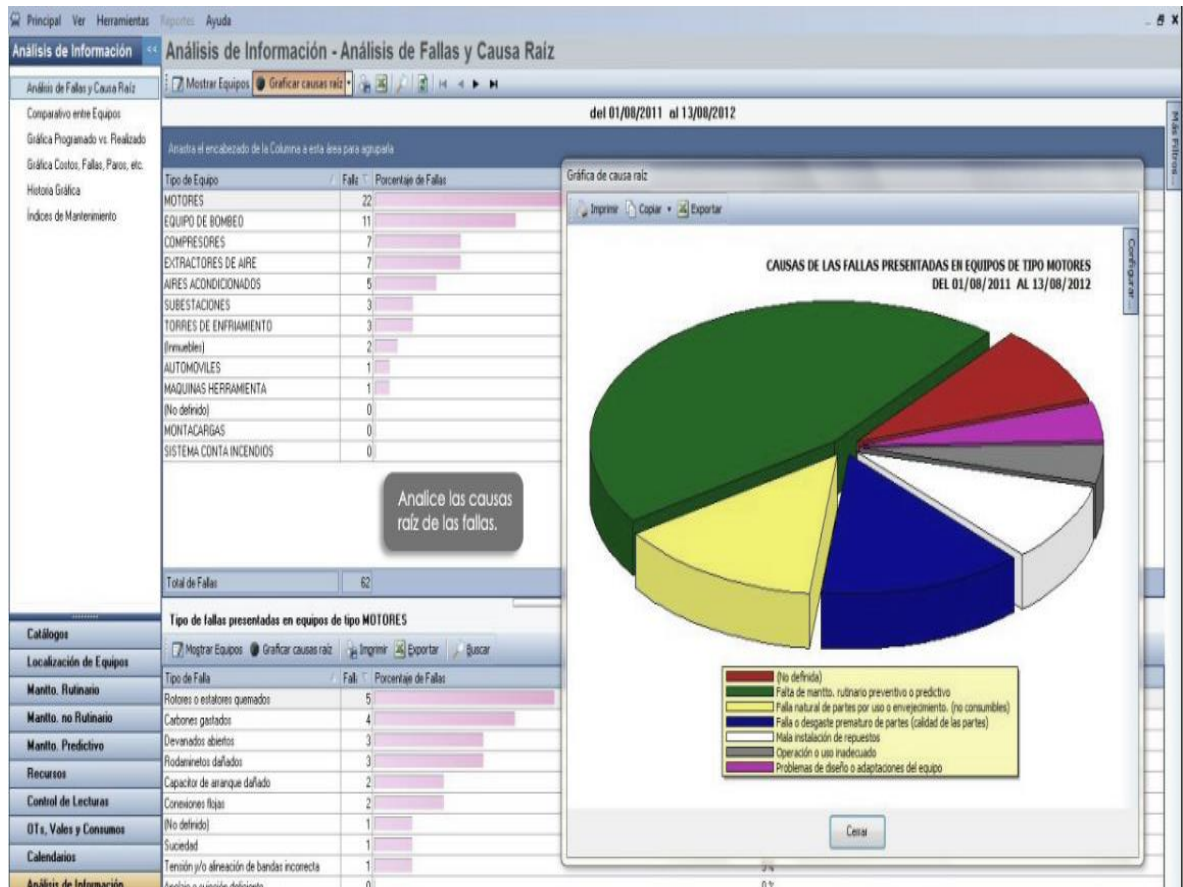 Principal Ver Herramientas Reportes Ayuda
Análisis de Información <<
Análisis de Información - Análisis de Fallas y Causa Raíz
Análisis de Fallas y Causa Raíz
Comparativo entre Equipos
Gráfica Programado vs. Realizado
Gráfica Costos, Fallas, Paros, etc.
Historia Gráfica
Índices de Mantenimiento
Mostrar Equipos Graficar causas raíz
del 01/08/2011 al 13/08/2012
Más Filtros...
Arrastra el encabezado de la Columna a esta área para agruparla
Tipo de Equipo Falla Porcentaje de Fallas
MOTORES 22
EQUIPO DE BOMBEO 11
COMPRESORES 7
EXTRACTORES DE AIRE 7
AIRES ACONDICIONADOS 5
SUBESTACIONES 3
TORRES DE ENFRIAMIENTO 3
(Inmuebles) 2
AUTOMOVILES 1
MAQUINAS HERRAMIENTA 1
(No definido) 0
MONTACARGAS 0
SISTEMA CONTA INCENDIOS 0
Analice las causas
raíz de las fallas.
Total de Fallas 62
Tipo de fallas presentadas en equipos de tipo MOTORES
Mostrar Equipos Graficar causas raíz Imprimir Exportar Buscar
Tipo de Falla Falla Porcentaje de Fallas
Rotores o estatores quemados 5
Carbones gastados 4
Devanados abiertos 3
Rodaminetos dañados 3
Capacitor de arranque dañado 2
Conexiones flojas 2
(No definido) 1
Suciedad 1
Tensión y/o alineación de bandas incorrecta 1
Catálogos
Localización de Equipos
Mantto. Rutinario
Mantto. no Rutinario
Mantto. Predictivo
Recursos
Control de Lecturas
OTs, Vales y Consumos
Calendarios
Análisis de Información
Gráfica de causa raíz
Imprimir Copiar Exportar
Configurar ...
CAUSAS DE LAS FALLAS PRESENTADAS EN EQUIPOS DE TIPO MOTORES
DEL 01/08/2011 AL 13/08/2012
(No definida)
Falta de mantto. rutinario preventivo o predictivo
Falla natural de partes por uso o envejecimiento. (no consumibles)
Falla o desgaste prematuro de partes (calidad de las partes)
Mala instalación de repuestos
Operación o uso inadecuado
Problemas de diseño o adaptaciones del equipo
Cerrar